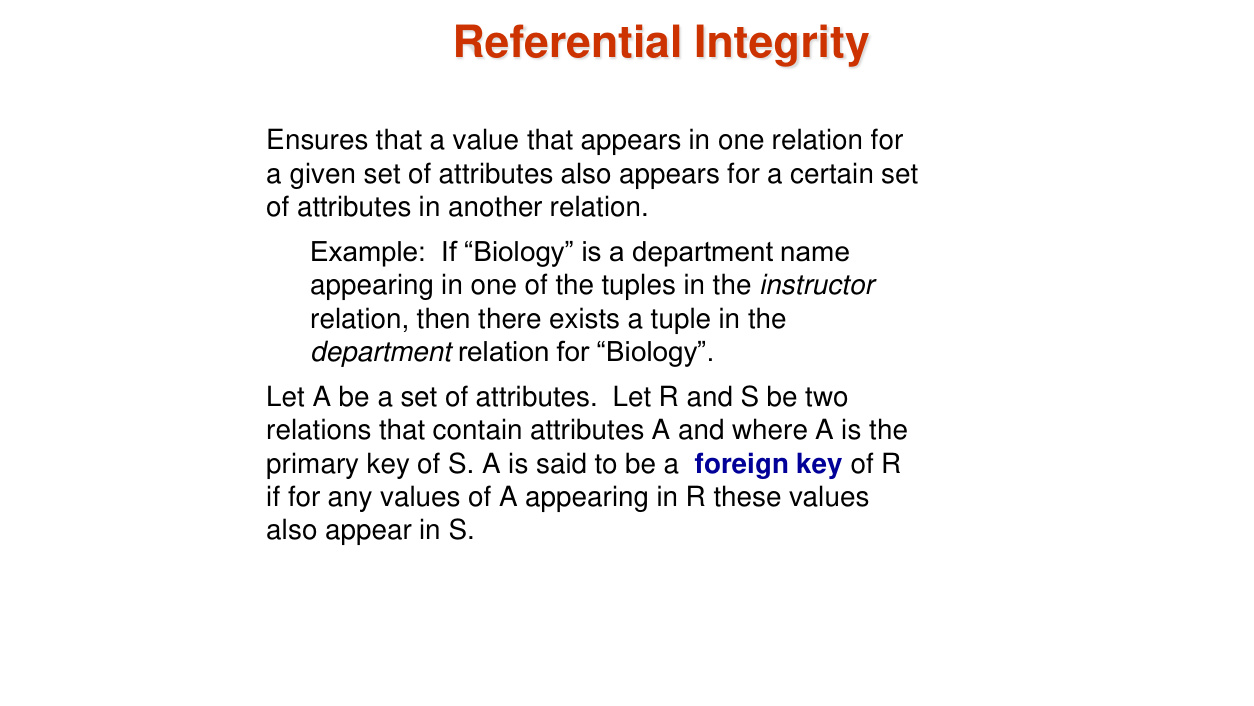 Referential Integrity
Ensures that a value that appears in one relation for
a given set of attributes also appears for a certain set
of attributes in another relation.
Example:  If “Biology” is a department name
appearing in one of the tuples in the instructor
relation, then there exists a tuple in the
department relation for “Biology”.
Let A be a set of attributes.  Let R and S be two
relations that contain attributes A and where A is the
primary key of S. A is said to be a  foreign key of R
if for any values of A appearing in R these values
also appear in S.